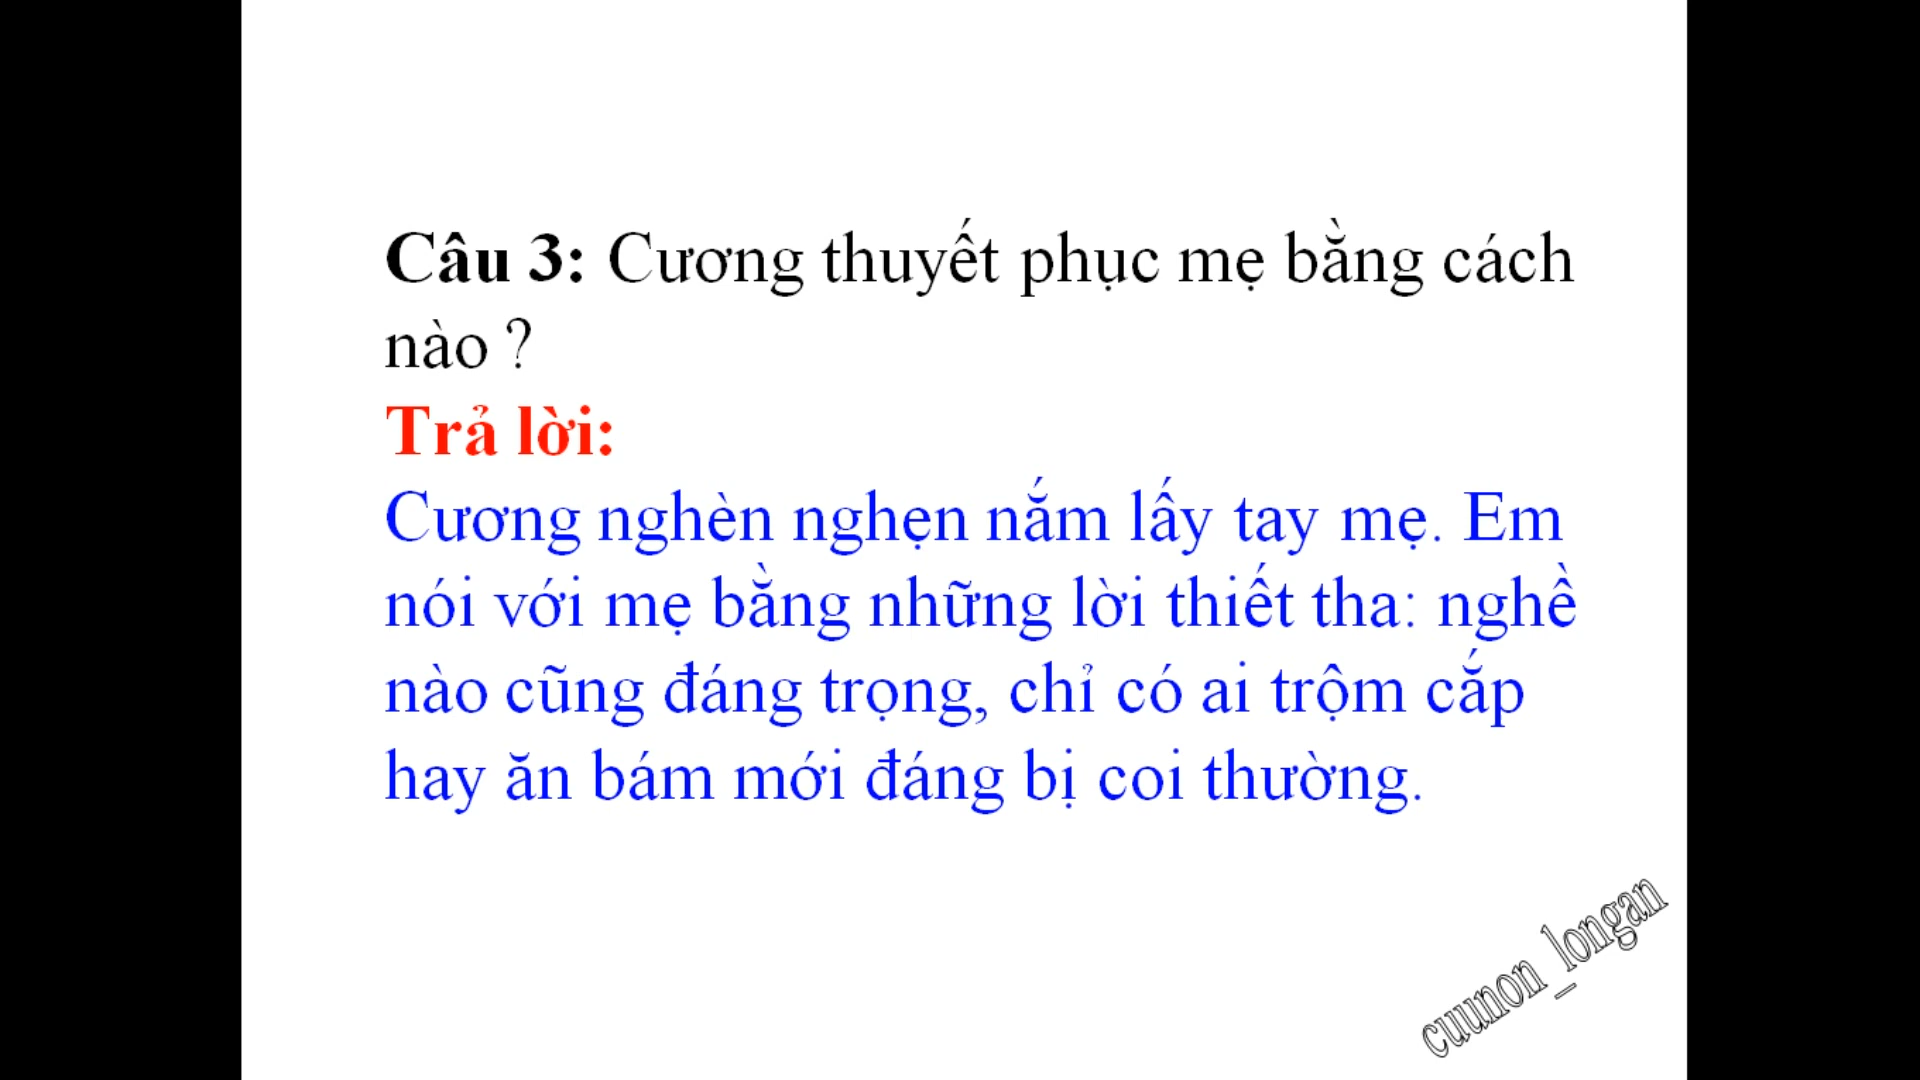 Câu 3: Cương thuyết phục mẹ bằng cách
nào ?
Trả lời:
Cương nghèn nghẹn nắm lấy tay mẹ. Em
nói với mẹ bằng những lời thiết tha: nghề
nào cũng đáng trọng, chỉ có ai trộm cắp
hay ăn bám mới đáng bị coi thường.
cuunon_longan